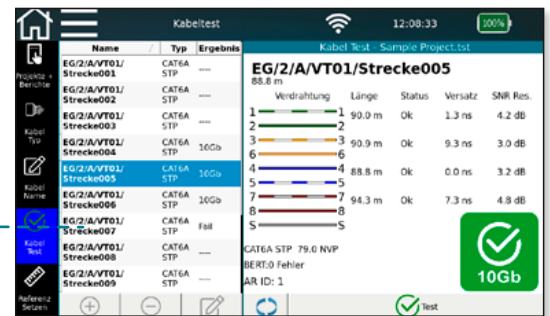 Kabeltest 12:08:33 100%
Projekte +
Berichte
Kabel
Typ
Kabel
Name
Kabel
Test
Referenz
Setzen
Name / Typ Ergebnis
EG/2/A/VT01/ CAT6A
Strecke001 STP ---
EG/2/A/VT01/ CAT6A
Strecke002 STP ---
EG/2/A/VT01/ CAT6A
Strecke003 STP ---
EG/2/A/VT01/ CAT6A
Strecke004 STP 10Gb
EG/2/A/VT01/ CAT6A
Strecke005 STP 10Gb
EG/2/A/VT01/ CAT6A
Strecke006 STP 10Gb
EG/2/A/VT01/ CAT6A
Strecke007 STP Fail
EG/2/A/VT01/ CAT6A
Strecke008 STP ---
EG/2/A/VT01/ CAT6A
Strecke009 STP ---
Kabel Test - Sample Project.tst
EG/2/A/VT01/Strecke005
88.8 m
Verdrahtung Länge Status Versatz SNR Res.
1 1 90.0 m Ok 1.3 ns 4.2 dB
2 2
3 3 90.9 m Ok 9.3 ns 3.0 dB
6 6
4 4 88.8 m Ok 0.0 ns 3.2 dB
5 5
7 7 94.3 m Ok 7.3 ns 4.8 dB
8 8
S S
CAT6A STP 79.0 NVP
BERT:0 Fehler
AR ID: 1
10Gb
Test